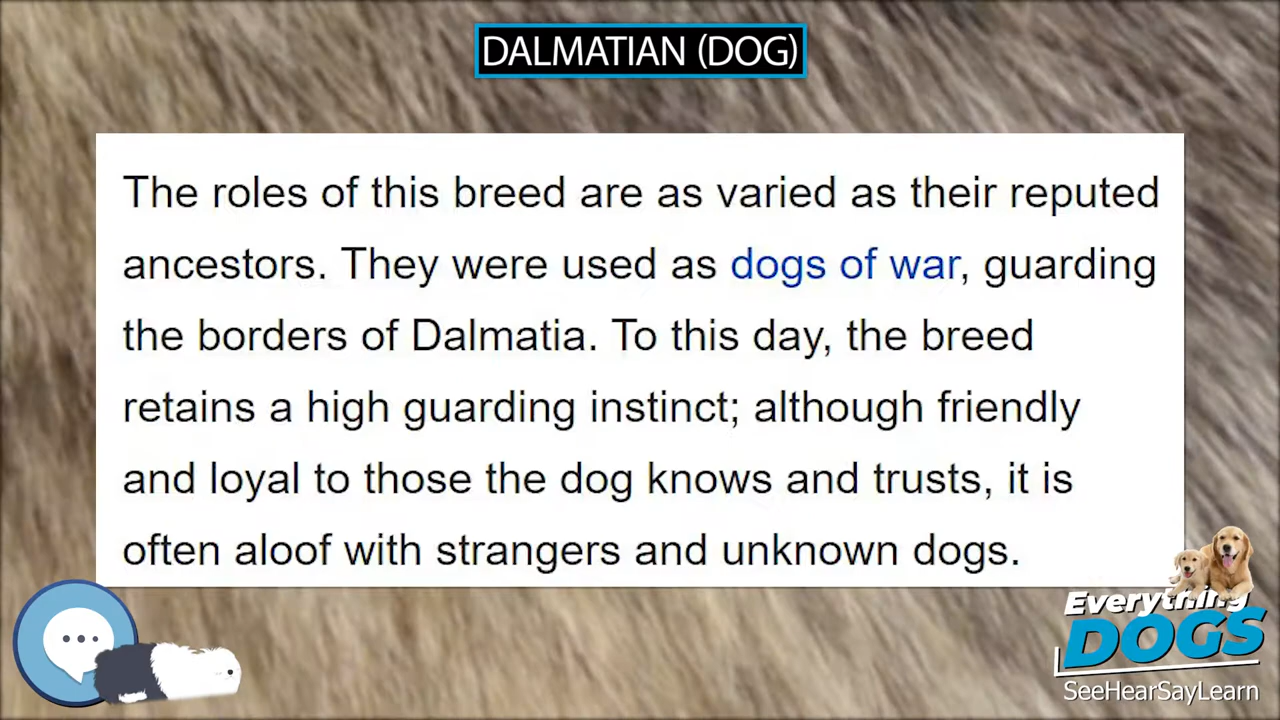 DALMATIAN (DOG)
The roles of this breed are as varied as their reputed
ancestors. They were used as dogs of war, guarding
the borders of Dalmatia. To this day, the breed
retains a high guarding instinct; although friendly
and loyal to those the dog knows and trusts, it is
often aloof with strangers and unknown dogs.
Everything
DOGS
SeeHearSayLearn